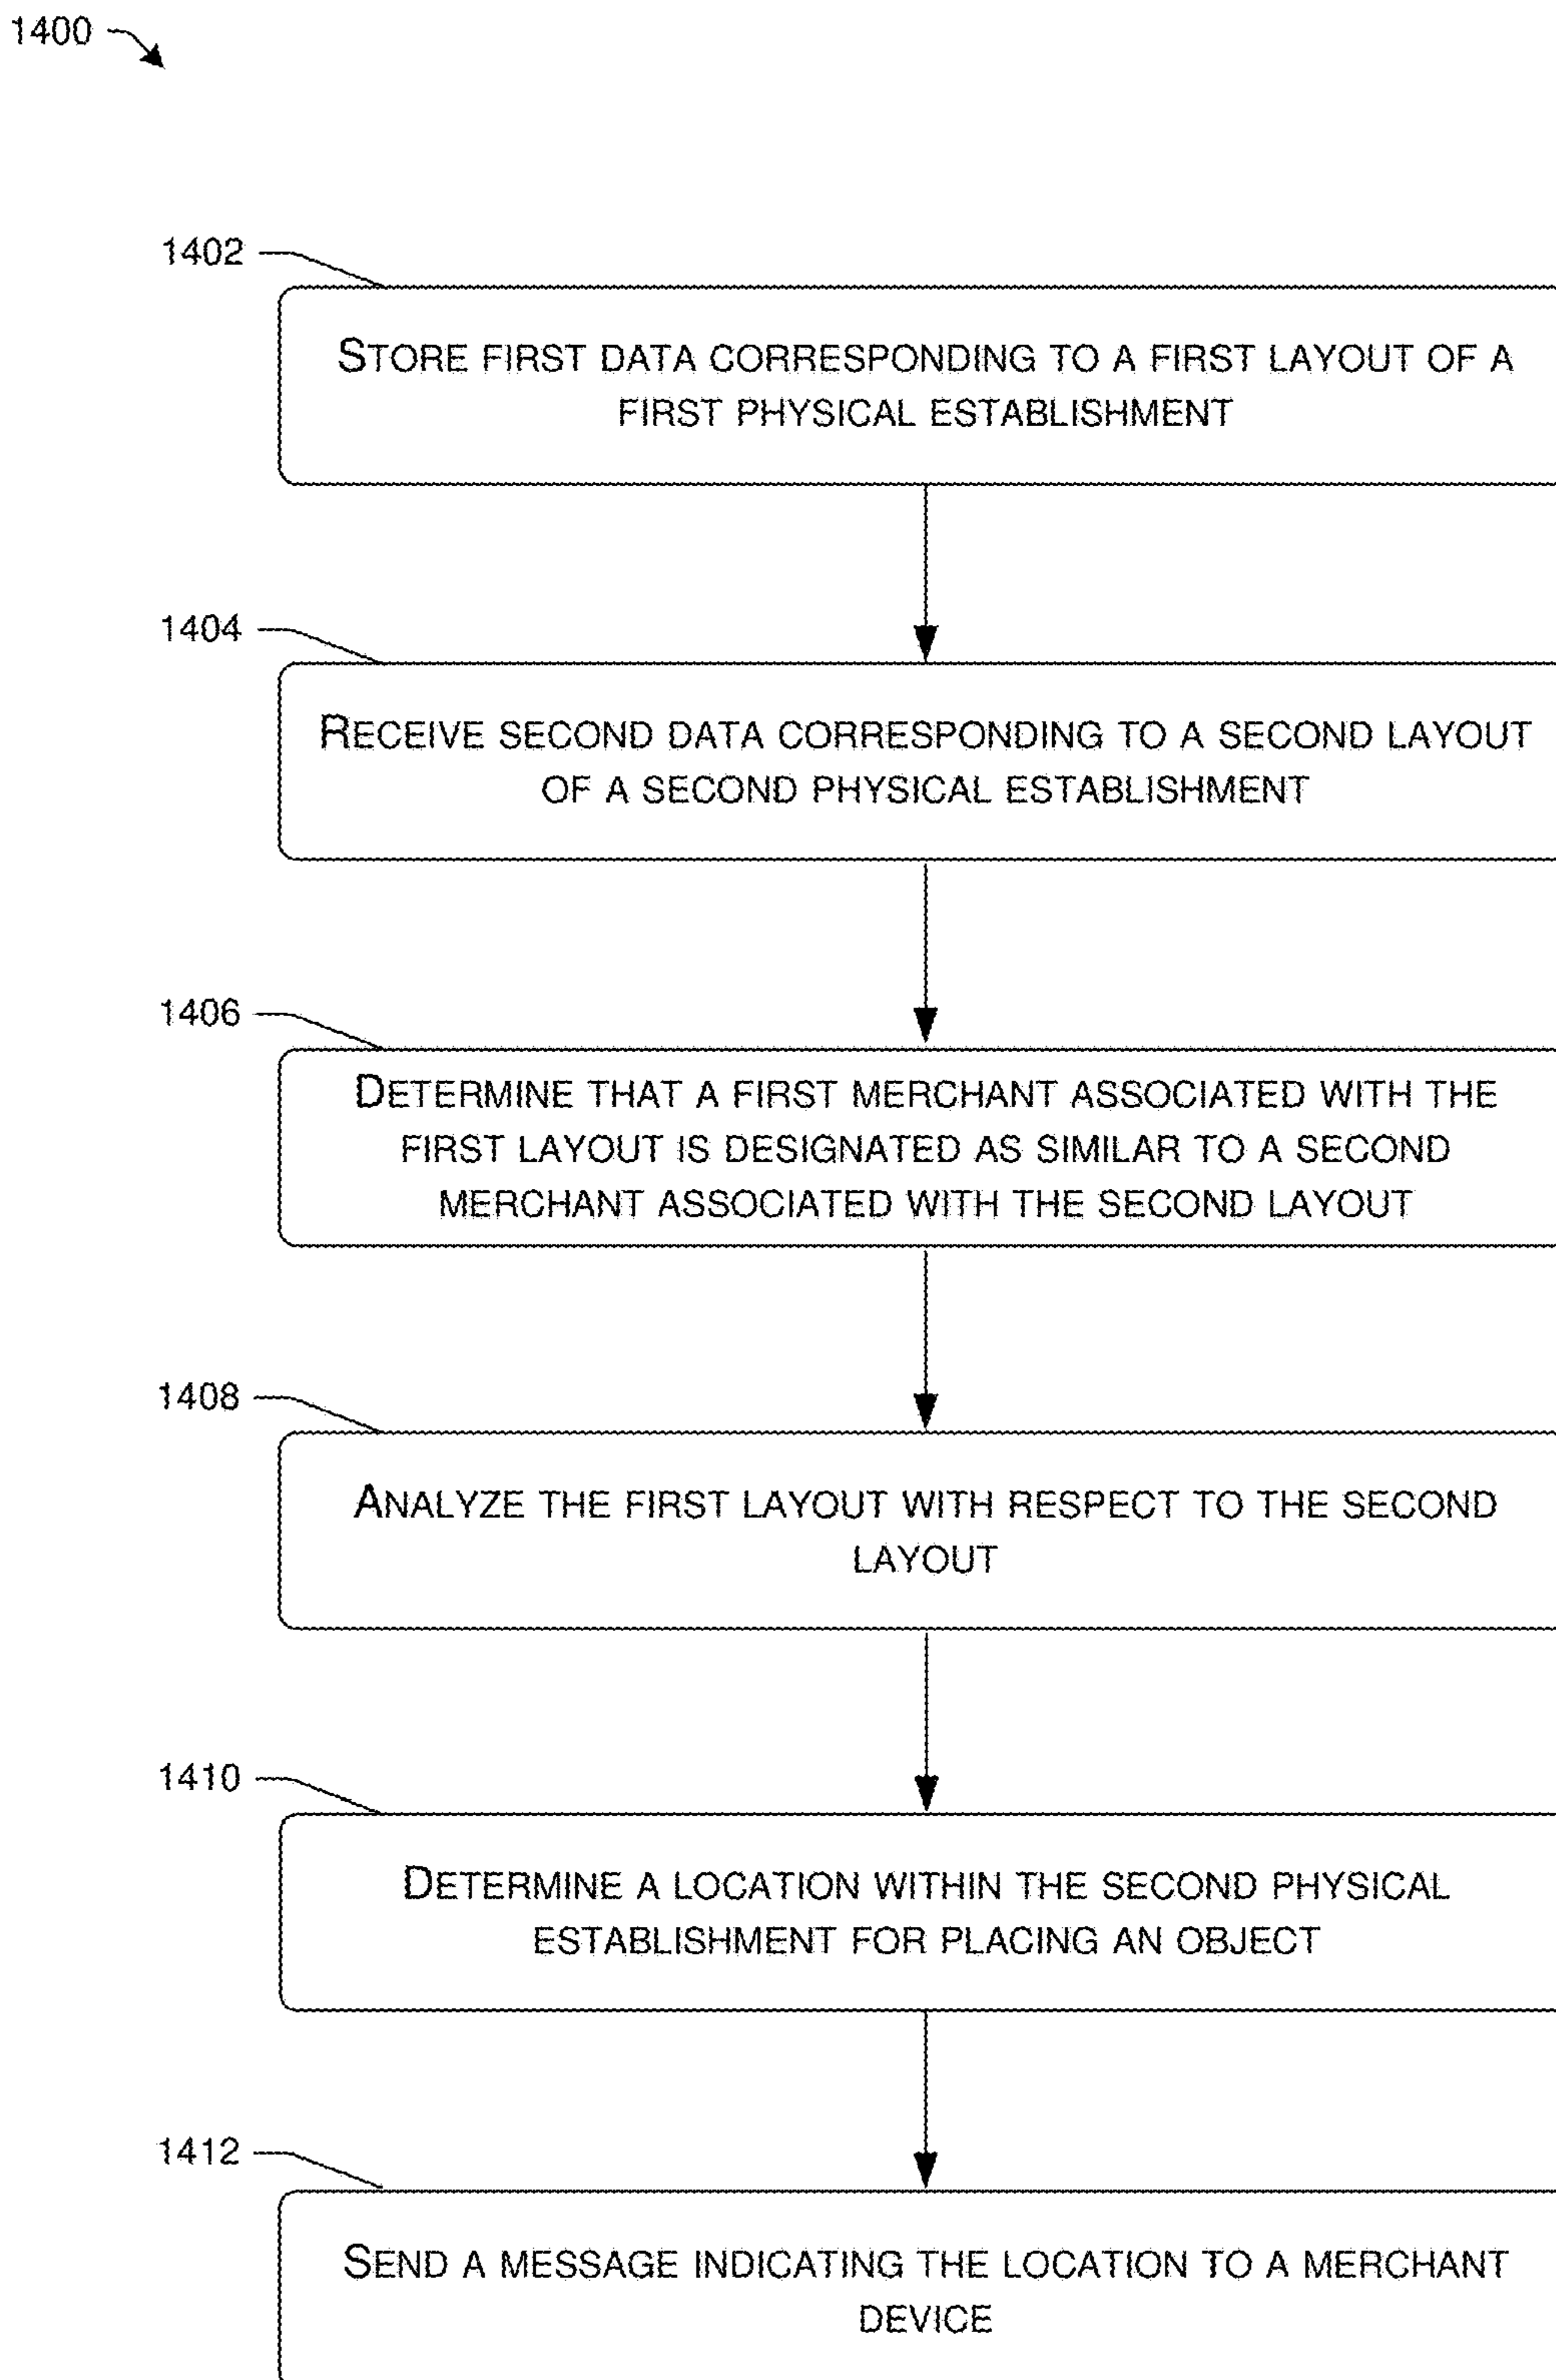 1400
1402
STORE FIRST DATA CORRESPONDING TO A FIRST LAYOUT OF A
FIRST PHYSICAL ESTABLISHMENT
1404
RECEIVE SECOND DATA CORRESPONDING TO A SECOND LAYOUT
OF A SECOND PHYSICAL ESTABLISHMENT
1406
DETERMINE THAT A FIRST MERCHANT ASSOCIATED WITH THE
FIRST LAYOUT IS DESIGNATED AS SIMILAR TO A SECOND
MERCHANT ASSOCIATED WITH THE SECOND LAYOUT
1408
ANALYZE THE FIRST LAYOUT WITH RESPECT TO THE SECOND
LAYOUT
1410
DETERMINE A LOCATION WITHIN THE SECOND PHYSICAL
ESTABLISHMENT FOR PLACING AN OBJECT
1412
SEND A MESSAGE INDICATING THE LOCATION TO A MERCHANT
DEVICE